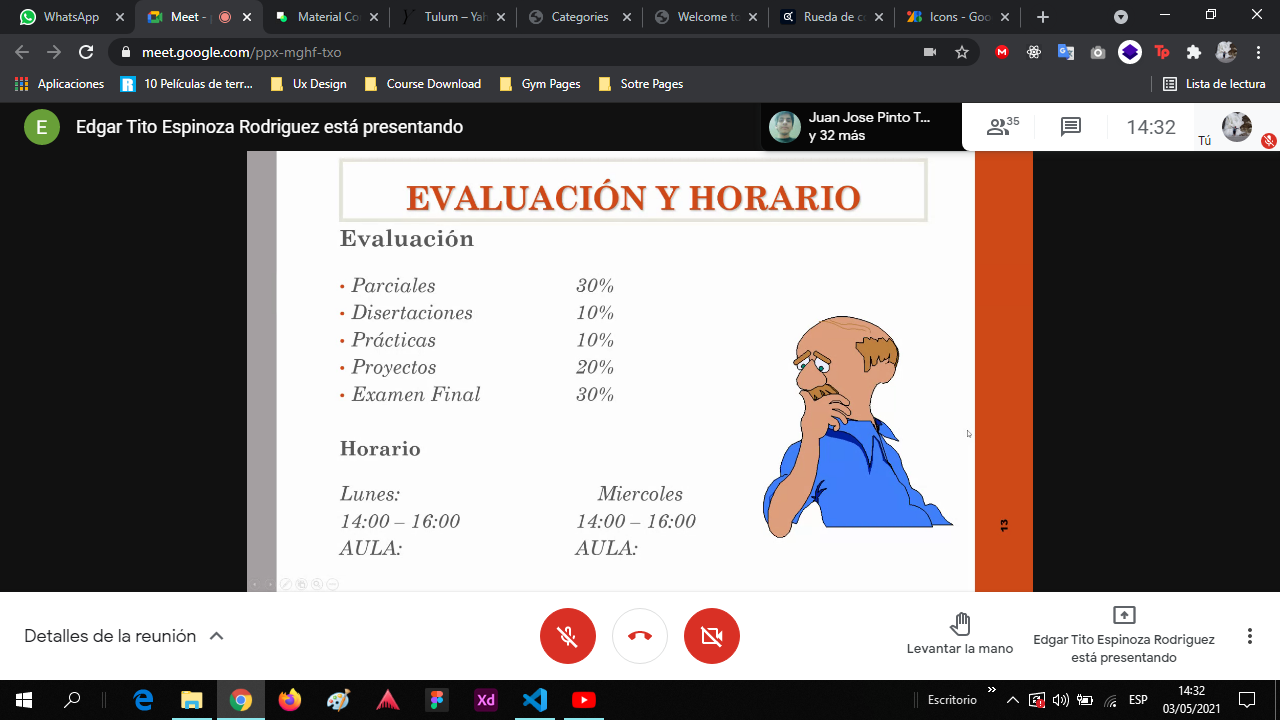 WhatsApp
Meet -
Material Co
Tulum – Yah
Categories
Welcome to
Rueda de c
Icons - Goo
meet.google.com/ppx-mghf-txo
Aplicaciones
10 Películas de terr...
Ux Design
Course Download
Gym Pages
Sotre Pages
Lista de lectura
E
Edgar Tito Espinoza Rodriguez está presentando
Juan Jose Pinto T...
y 32 más
35
14:32
Tú
EVALUACIÓN Y HORARIO
Evaluación
• Parciales 30%
• Disertaciones 10%
• Prácticas 10%
• Proyectos 20%
• Examen Final 30%
Horario
Lunes: Miercoles
14:00 – 16:00 14:00 – 16:00
AULA: AULA:
13
Detalles de la reunión
Levantar la mano
Edgar Tito Espinoza Rodriguez
está presentando
Xd
Escritorio
ESP
14:32
03/05/2021